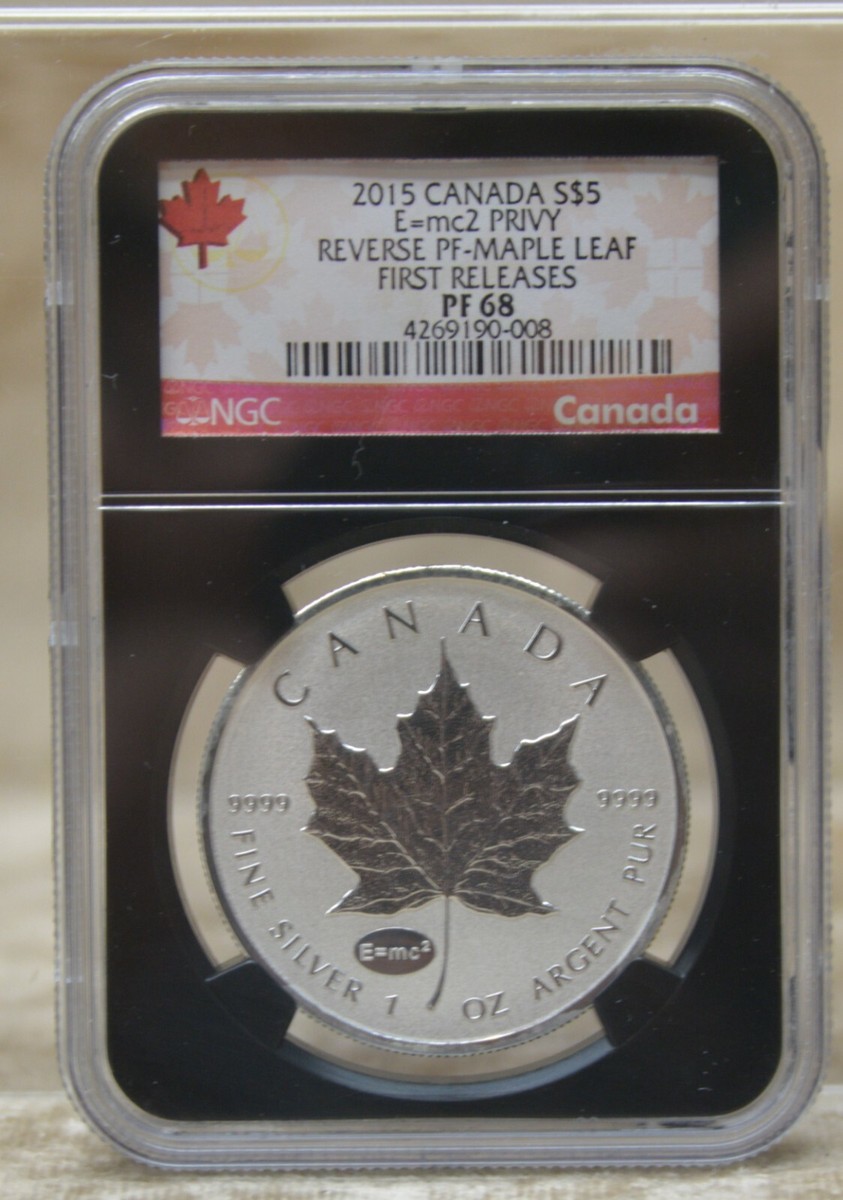 2015 CANADA S$5
E=mc2 PRIVY
REVERSE PF-MAPLE LEAF
FIRST RELEASES
PF 68
4269190-008
NGC
Canada
CANADA
9999
9999
FINE SILVER 1 OZ ARGENT PUR
E=mc²